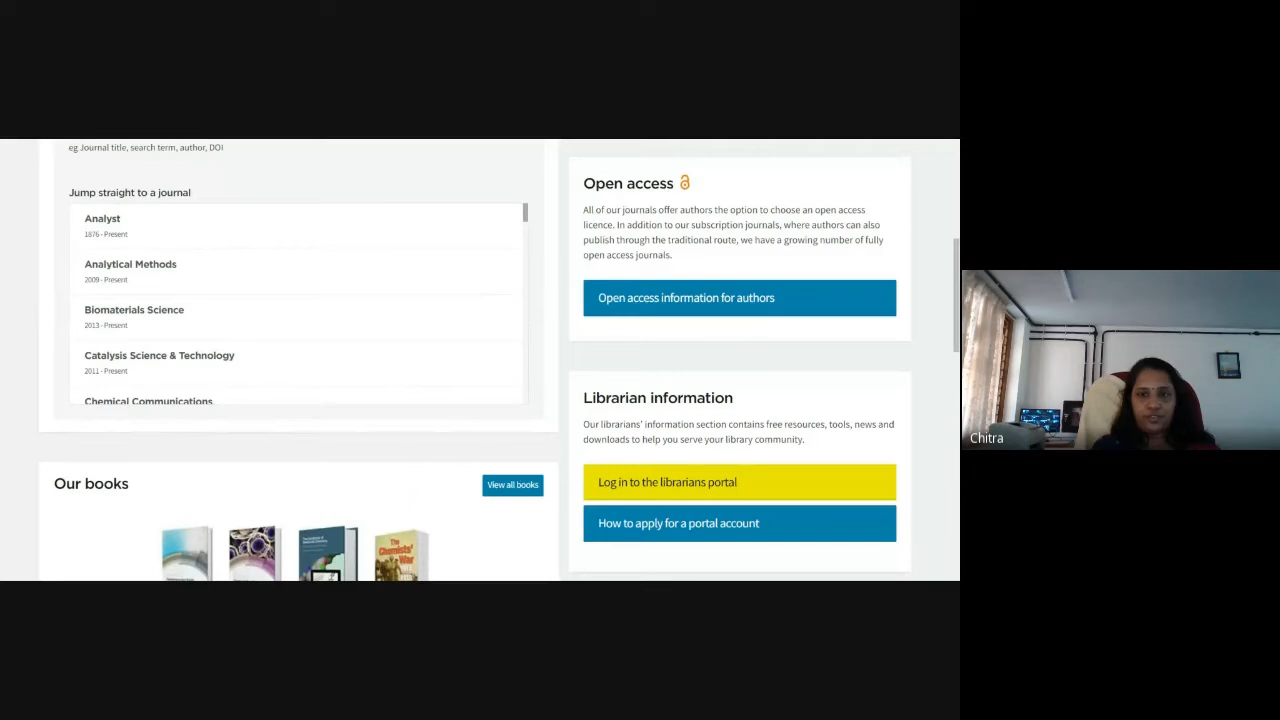 eg Journal title, search term, author, DOI
Jump straight to a journal
Analyst
1876 - Present
Analytical Methods
2009 - Present
Biomaterials Science
2013 - Present
Catalysis Science & Technology
2011 - Present
Chemical Communications
Our books
View all books
The
Chemists'
War
Open access
All of our journals offer authors the option to choose an open access
licence. In addition to our subscription journals, where authors can also
publish through the traditional route, we have a growing number of fully
open access journals.
Open access information for authors
Librarian information
Our librarians' information section contains free resources, tools, news and
downloads to help you serve your library community.
Log in to the librarians portal
How to apply for a portal account
Chitra